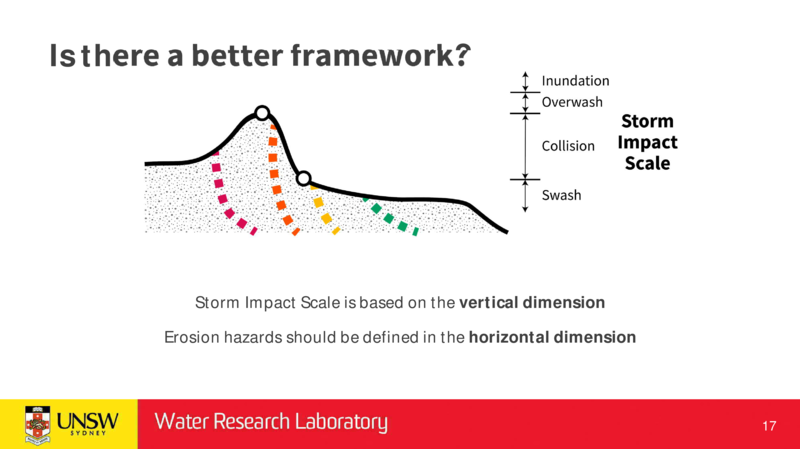 Is there a better framework?
Inundation
Overwash
Collision
Swash
Storm
Impact
Scale
Storm Impact Scale is based on the vertical dimension
Erosion hazards should be defined in the horizontal dimension
UNSW
SYDNEY
Water Research Laboratory
17